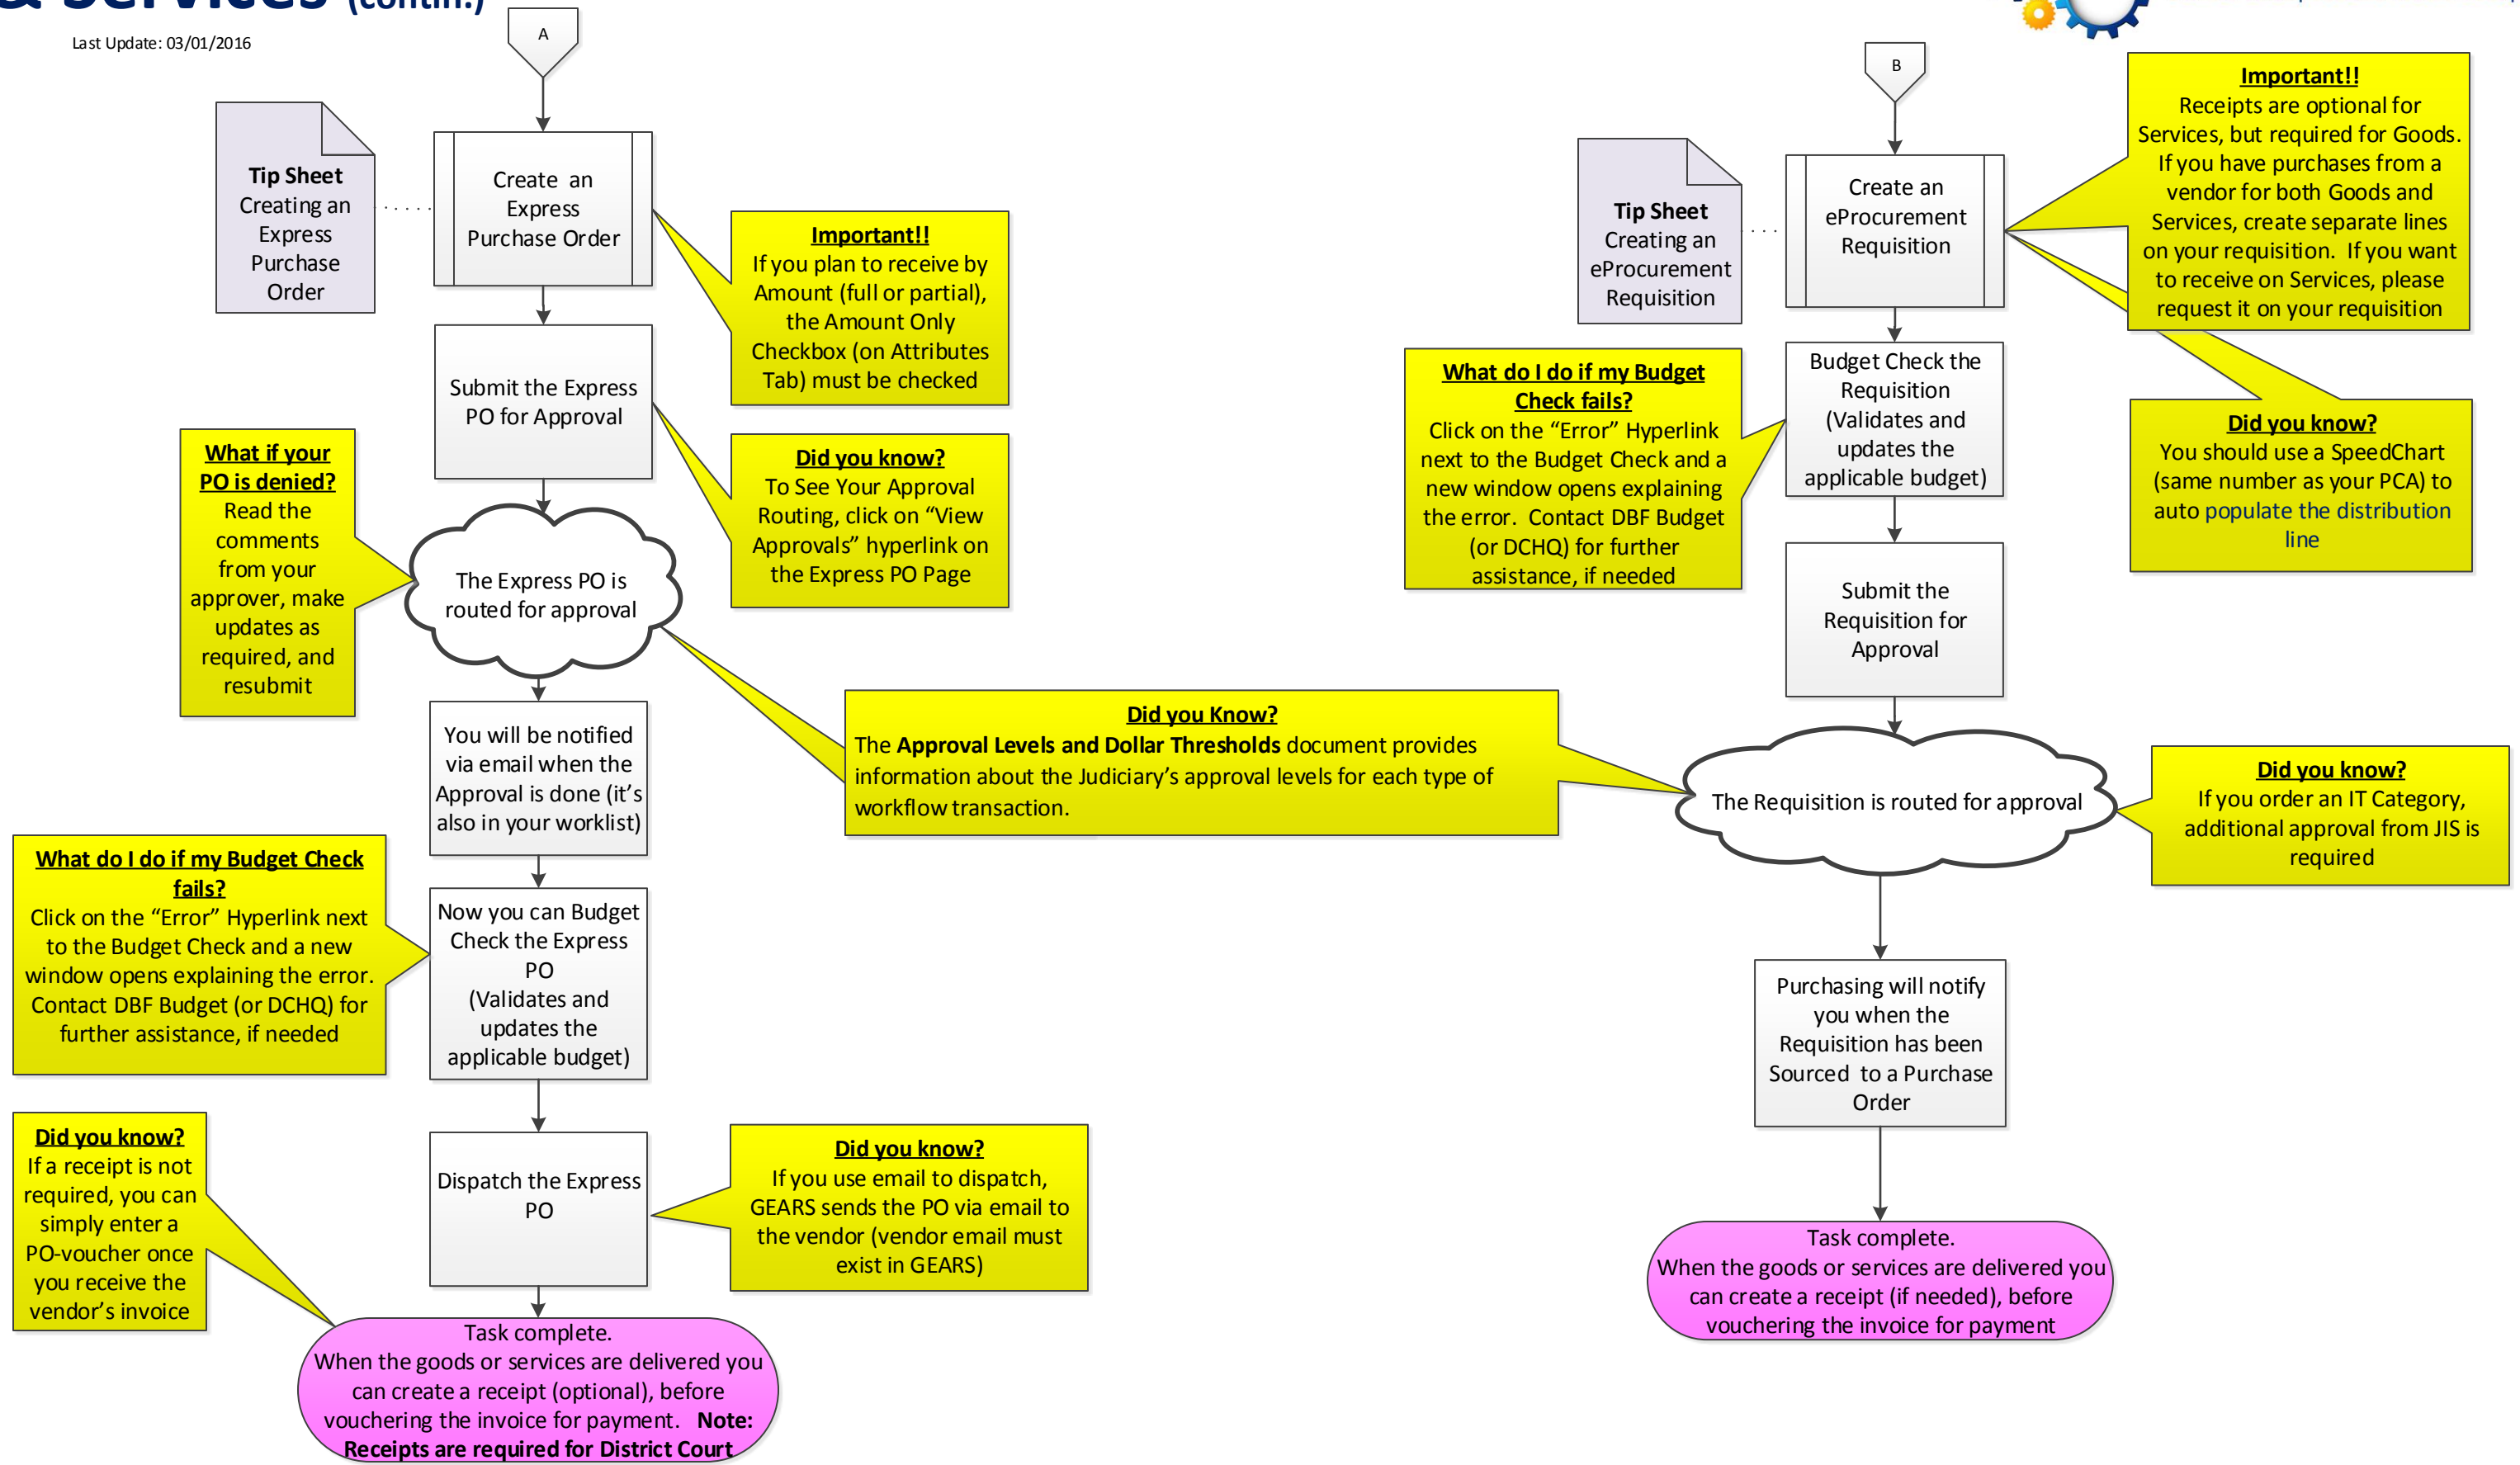 & Services (contin.)
Last Update: 03/01/2016
A
Tip Sheet
Creating an
Express
Purchase
Order
Create an
Express
Purchase Order
Important!!
If you plan to receive by
Amount (full or partial),
the Amount Only
Checkbox (on Attributes
Tab) must be checked
Submit the Express
PO for Approval
Did you know?
To See Your Approval
Routing, click on “View
Approvals” hyperlink on
the Express PO Page
What if your
PO is denied?
Read the
comments
from your
approver, make
updates as
required, and
resubmit
The Express PO is
routed for approval
You will be notified
via email when the
Approval is done (it’s
also in your worklist)
What do I do if my Budget Check
fails?
Click on the “Error” Hyperlink next
to the Budget Check and a new
window opens explaining the error.
Contact DBF Budget (or DCHQ) for
further assistance, if needed
Now you can Budget
Check the Express
PO
(Validates and
updates the
applicable budget)
Did you know?
If a receipt is not
required, you can
simply enter a
PO-voucher once
you receive the
vendor’s invoice
Dispatch the Express
PO
Did you know?
If you use email to dispatch,
GEARS sends the PO via email to
the vendor (vendor email must
exist in GEARS)
Task complete.
When the goods or services are delivered you
can create a receipt (optional), before
vouchering the invoice for payment. Note:
Receipts are required for District Court
Did you Know?
The Approval Levels and Dollar Thresholds document provides
information about the Judiciary’s approval levels for each type of
workflow transaction.
B
Tip Sheet
Creating an
eProcurement
Requisition
Create an
eProcurement
Requisition
Important!!
Receipts are optional for
Services, but required for Goods.
If you have purchases from a
vendor for both Goods and
Services, create separate lines
on your requisition. If you want
to receive on Services, please
request it on your requisition
What do I do if my Budget
Check fails?
Click on the “Error” Hyperlink
next to the Budget Check and a
new window opens explaining
the error. Contact DBF Budget
(or DCHQ) for further
assistance, if needed
Budget Check the
Requisition
(Validates and
updates the
applicable budget)
Did you know?
You should use a SpeedChart
(same number as your PCA) to
auto populate the distribution
line
Submit the
Requisition for
Approval
The Requisition is routed for approval
Did you know?
If you order an IT Category,
additional approval from JIS is
required
Purchasing will notify
you when the
Requisition has been
Sourced to a Purchase
Order
Task complete.
When the goods or services are delivered you
can create a receipt (if needed), before
vouchering the invoice for payment